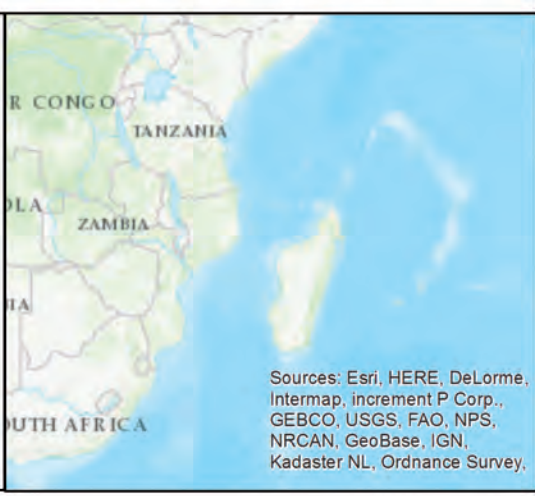 R CONGO
TANZANIA
OLA
ZAMBIA
IA
OUTH AFRICA
Sources: Esri, HERE, DeLorme,
Intermap, increment P Corp.,
GEBCO, USGS, FAO, NPS,
NRCAN, GeoBase, IGN,
Kadaster NL, Ordnance Survey,